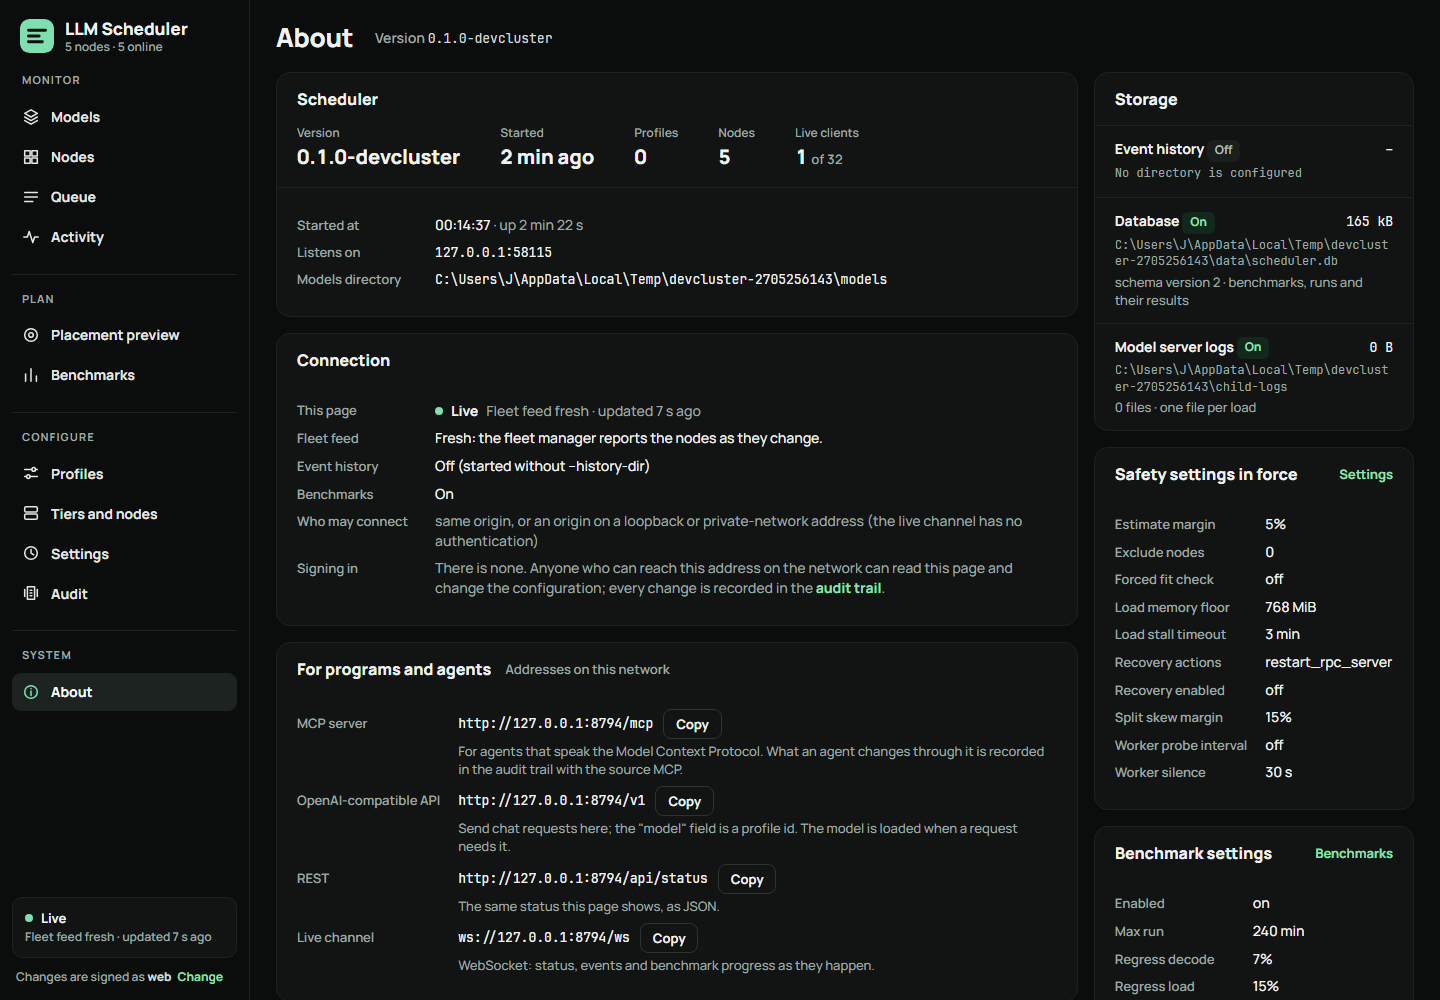 LLM Scheduler
5 nodes · 5 online
MONITOR
Models
Nodes
Queue
Activity
PLAN
Placement preview
Benchmarks
CONFIGURE
Profiles
Tiers and nodes
Settings
Audit
SYSTEM
About
Live
Fleet feed fresh · updated 7 s ago
Changes are signed as web Change
About Version 0.1.0-devcluster
Scheduler
Version
0.1.0-devcluster
Started
2 min ago
Profiles
0
Nodes
5
Live clients
1 of 32
Started at 00:14:37 · up 2 min 22 s
Listens on 127.0.0.1:58115
Models directory C:\Users\J\AppData\Local\Temp\devcluster-2705256143\models
Connection
This page Live Fleet feed fresh · updated 7 s ago
Fleet feed Fresh: the fleet manager reports the nodes as they change.
Event history Off (started without –history-dir)
Benchmarks On
Who may connect same origin, or an origin on a loopback or private-network address (the live channel has no
authentication)
Signing in There is none. Anyone who can reach this address on the network can read this page and
change the configuration; every change is recorded in the audit trail.
For programs and agents Addresses on this network
MCP server http://127.0.0.1:8794/mcp Copy
For agents that speak the Model Context Protocol. What an agent changes through it is recorded
in the audit trail with the source MCP.
OpenAI-compatible API http://127.0.0.1:8794/v1 Copy
Send chat requests here; the "model" field is a profile id. The model is loaded when a request
needs it.
REST http://127.0.0.1:8794/api/status Copy
The same status this page shows, as JSON.
Live channel ws://127.0.0.1:8794/ws Copy
WebSocket: status, events and benchmark progress as they happen.
Storage
Event history Off –
No directory is configured
Database On 165 kB
C:\Users\J\AppData\Local\Temp\devclust
er-2705256143\data\scheduler.db
schema version 2 · benchmarks, runs and
their results
Model server logs On 0 B
C:\Users\J\AppData\Local\Temp\devclust
er-2705256143\child-logs
0 files · one file per load
Safety settings in force Settings
Estimate margin 5%
Exclude nodes 0
Forced fit check off
Load memory floor 768 MiB
Load stall timeout 3 min
Recovery actions restart_rpc_server
Recovery enabled off
Split skew margin 15%
Worker probe interval off
Worker silence 30 s
Benchmark settings Benchmarks
Enabled on
Max run 240 min
Regress decode 7%
Regress load 15%